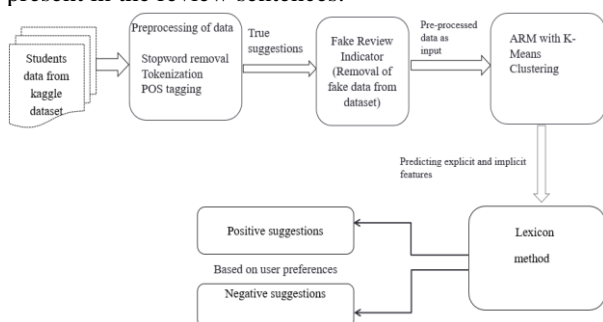 present in the review sentences.
Students
data from
kaggle
dataset
Preprocessing of data
Stopword removal
Tokenization
POS tagging
True
suggestions
Fake Review
Indicator
(Removal of
fake data from
dataset)
Pre-processed
data as
input
ARM with K-
Means
Clustering
Predicting explicit and implicit
features
Lexicon
method
Positive suggestions
Based on user preferences
Negative suggestions